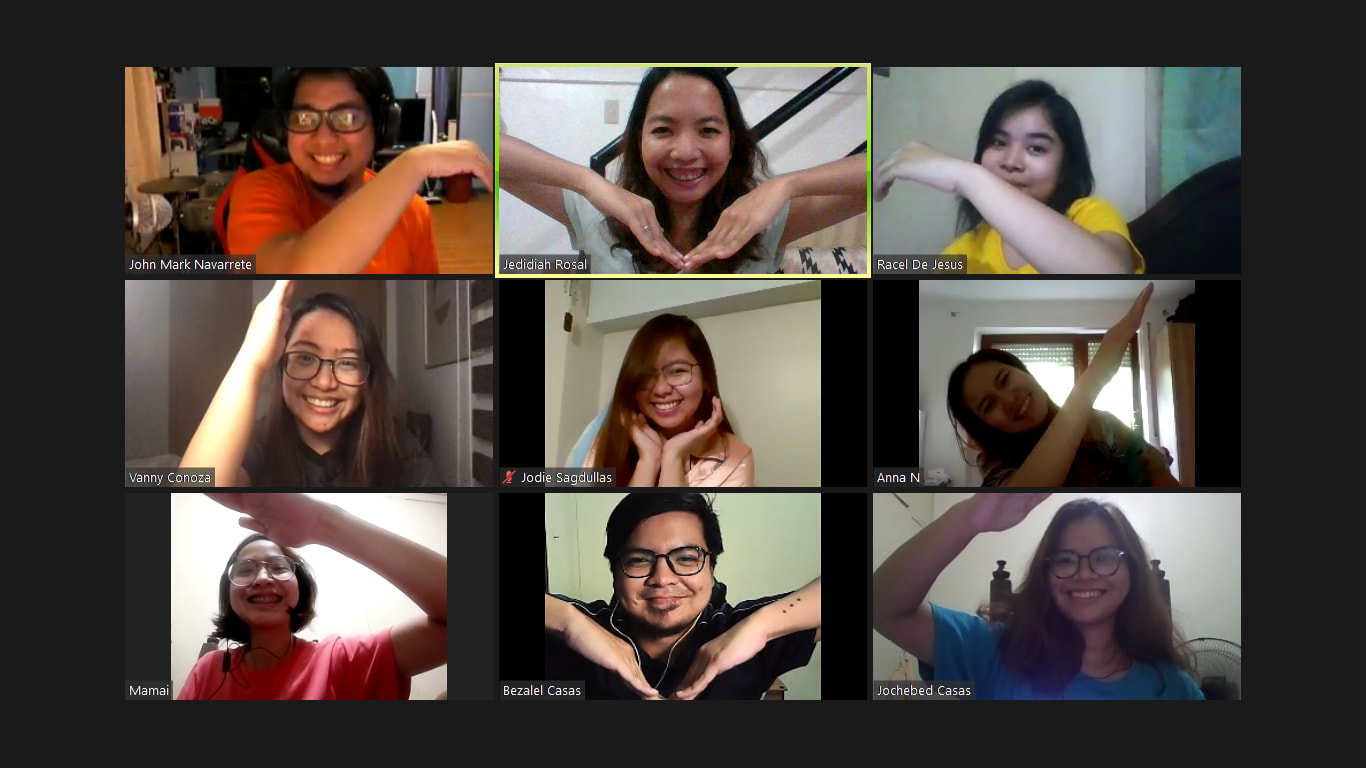 John Mark Navarrete
Jedidiah Rosal
Racel De Jesus
Vanny Conoza
Jodie Sagdullas
Anna N
Mamai
Bezalel Casas
Jochebed Casas